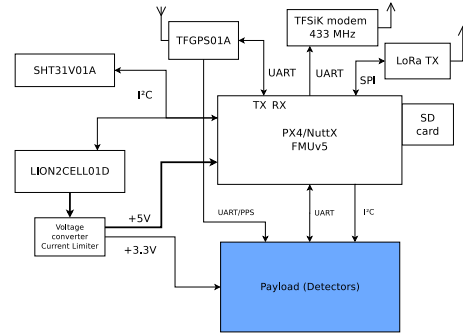 TFSiK modem
433 MHz
TFGPS01A
LoRa TX
SHT31V01A
UART
UART
SPI
I²C
TX RX
PX4/NuttX
FMUv5
SD
card
LION2CELL01D
Voltage
converter
Current Limiter
+5V
+3.3V
UART/PPS
UART
I²C
Payload (Detectors)